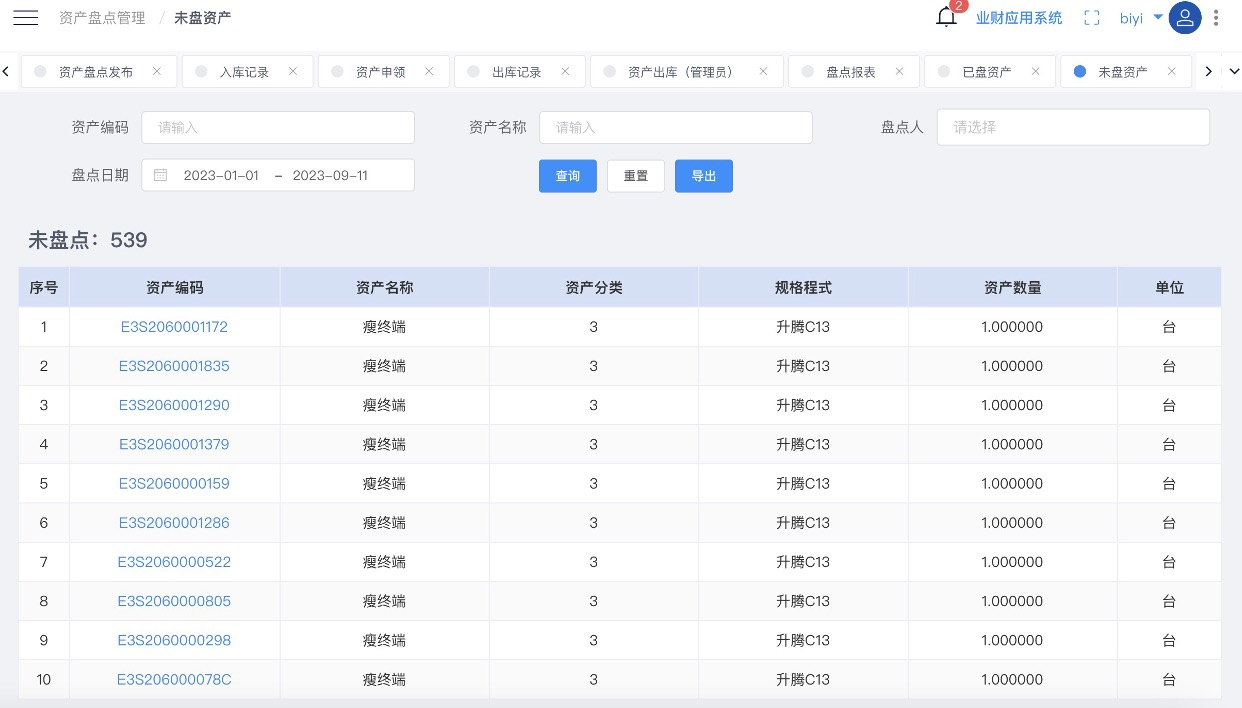 资产盘点管理 / 未盘资产 2 业财应用系统 biyi
资产盘点发布 入库记录 资产申领 出库记录 资产出库（管理员） 盘点报表 已盘资产 未盘资产
资产编码 请输入 资产名称 请输入 盘点人 请选择
盘点日期 2023-01-01 - 2023-09-11 查询 重置 导出
未盘点：539
序号 资产编码 资产名称 资产分类 规格程式 资产数量 单位
1 E3S2060001172 瘦终端 3 升腾C13 1.000000 台
2 E3S2060001835 瘦终端 3 升腾C13 1.000000 台
3 E3S2060001290 瘦终端 3 升腾C13 1.000000 台
4 E3S2060001379 瘦终端 3 升腾C13 1.000000 台
5 E3S2060000159 瘦终端 3 升腾C13 1.000000 台
6 E3S2060001286 瘦终端 3 升腾C13 1.000000 台
7 E3S2060000522 瘦终端 3 升腾C13 1.000000 台
8 E3S2060000805 瘦终端 3 升腾C13 1.000000 台
9 E3S2060000298 瘦终端 3 升腾C13 1.000000 台
10 E3S206000078C 瘦终端 3 升腾C13 1.000000 台